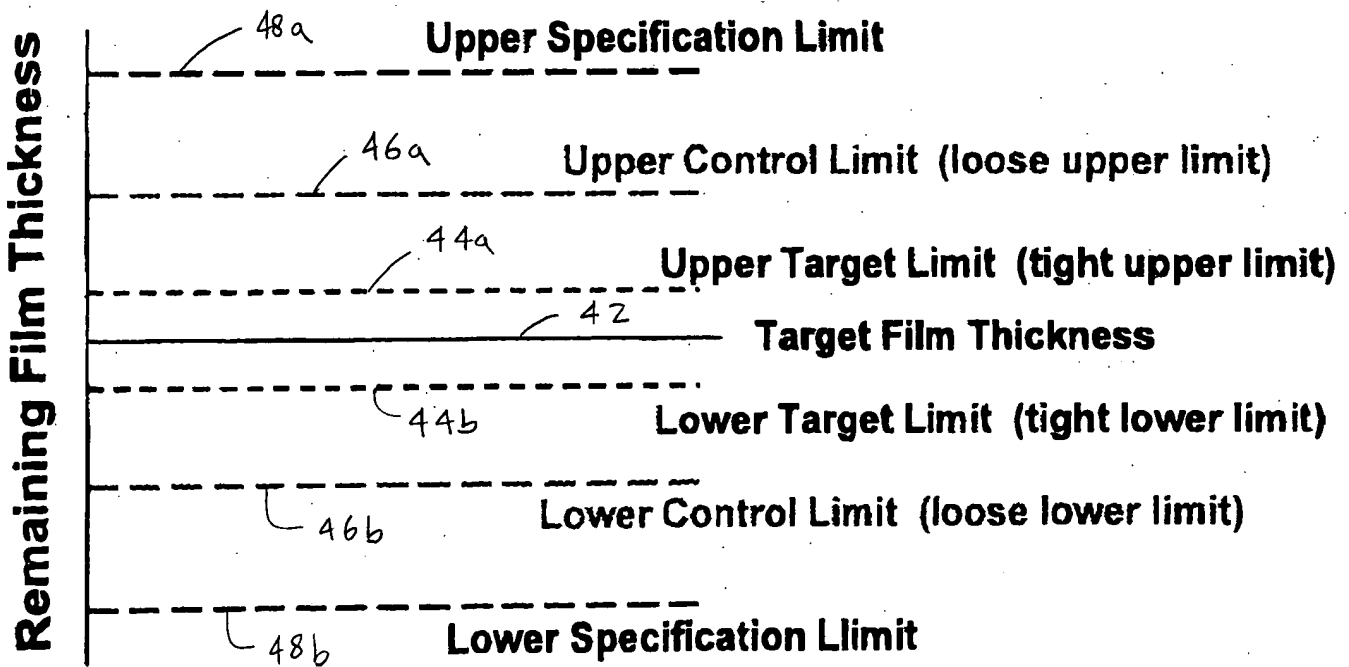 Remaining Film Thickness
48a
Upper Specification Limit
46a
Upper Control Limit (loose upper limit)
44a
Upper Target Limit (tight upper limit)
42
Target Film Thickness
44b
Lower Target Limit (tight lower limit)
46b
Lower Control Limit (loose lower limit)
48b
Lower Specification Llimit